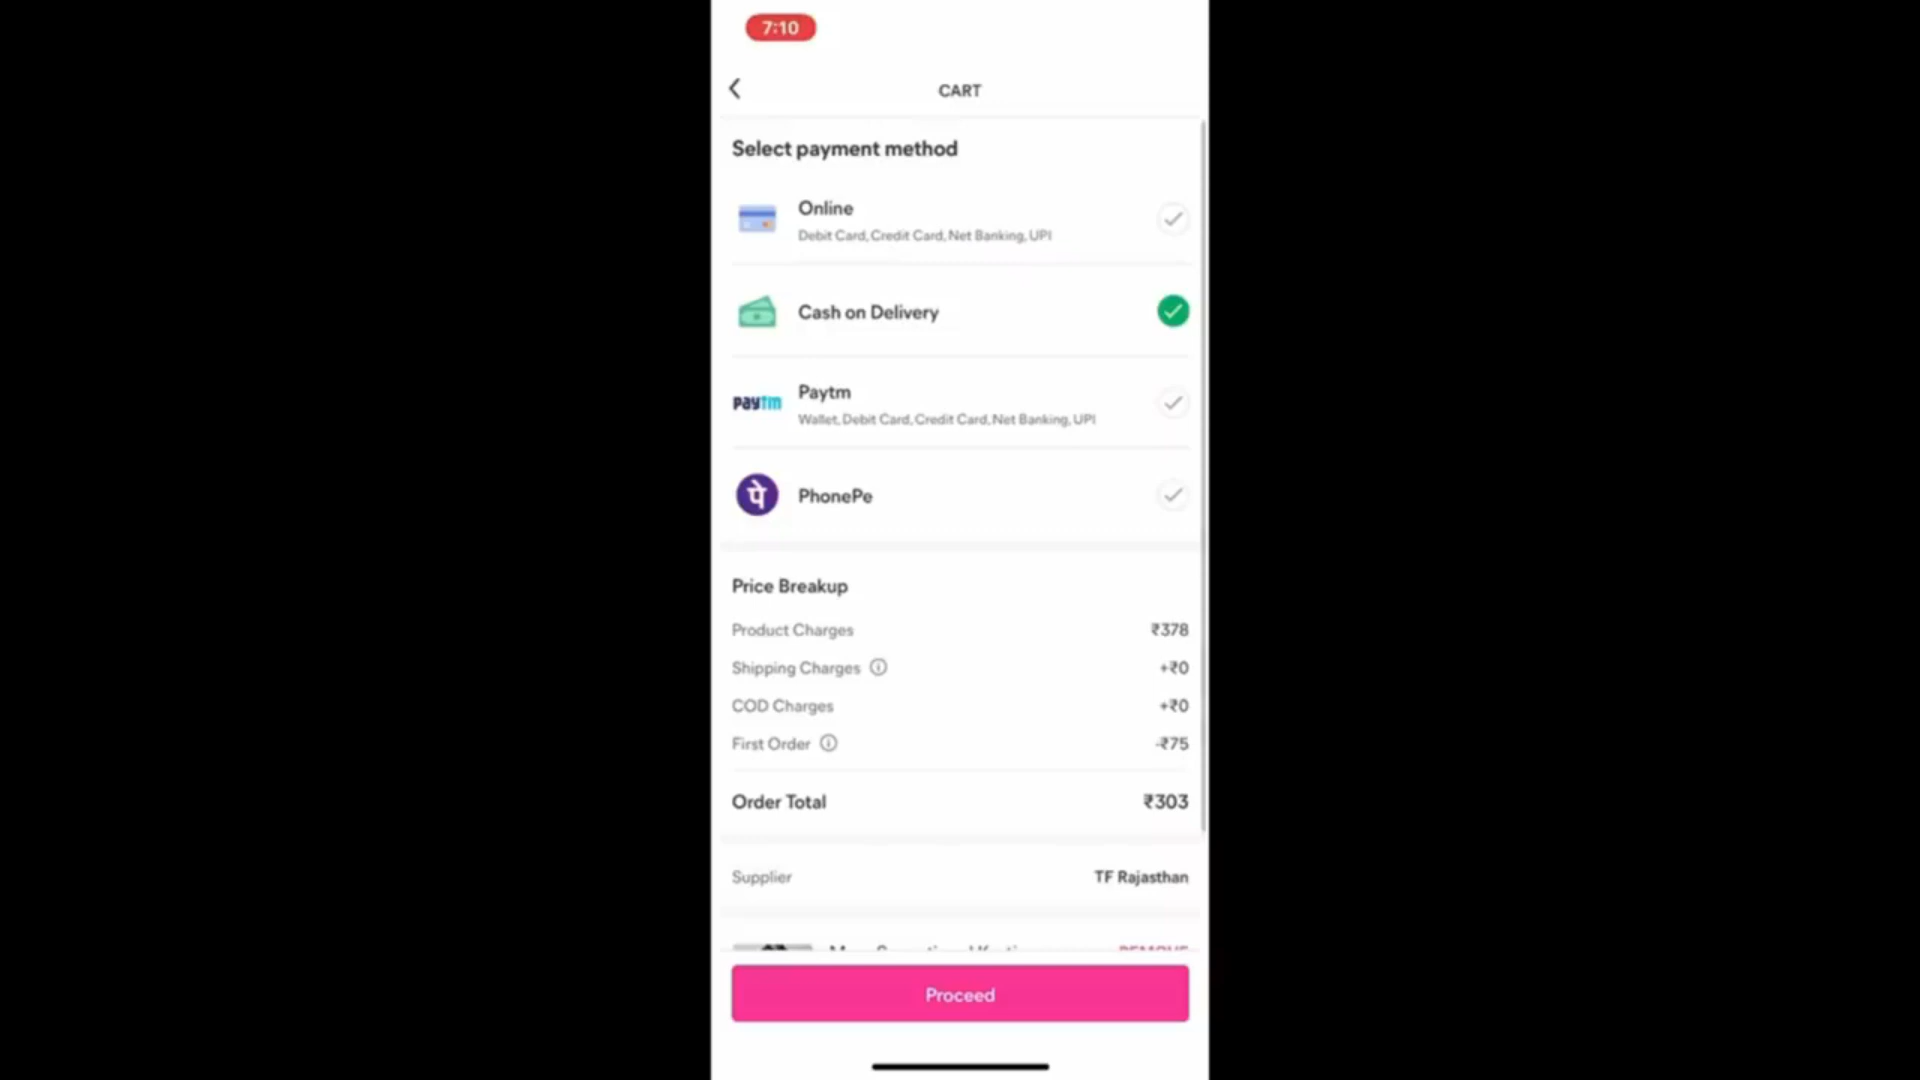 7:10
CART
Select payment method
Online
Debit Card, Credit Card, Net Banking, UPI
Cash on Delivery
paytm
Paytm
Wallet, Debit Card, Credit Card, Net Banking, UPI
पे
PhonePe
Price Breakup
Product Charges ₹378
Shipping Charges +₹0
COD Charges +₹0
First Order -₹75
Order Total ₹303
Supplier TF Rajasthan
Proceed